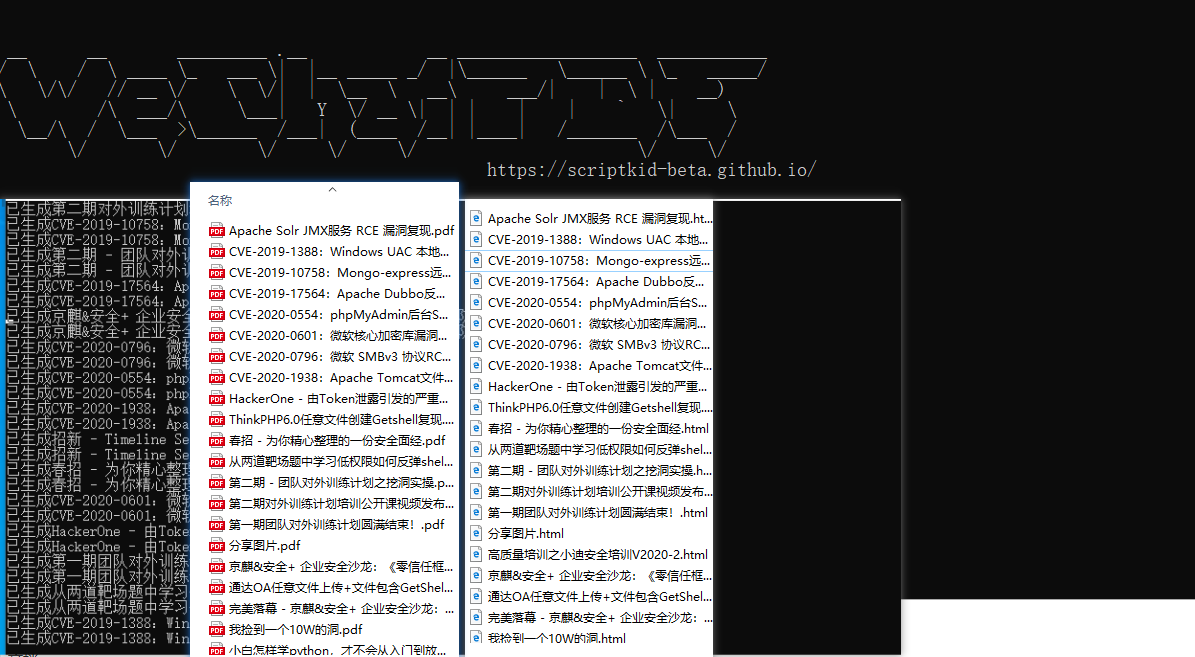 https://scriptkid-beta.github.io/
已生成第二期对外训练计划
已生成CVE-2019-10758：Mo
已生成CVE-2019-10758：Mo
已生成第二期 - 团队对外训
已生成第二期 - 团队对外训
已生成CVE-2019-17564：Ap
已生成CVE-2019-17564：Ap
已生成京麒&安全+ 企业安全
已生成京麒&安全+ 企业安全
已生成CVE-2020-0796：微软
已生成CVE-2020-0796：微软
已生成CVE-2020-0554：php
已生成CVE-2020-0554：php
已生成CVE-2020-1938：Apa
已生成CVE-2020-1938：Apa
已生成招新 - Timeline Se
已生成招新 - Timeline Se
已生成春招 - 为你精心整理
已生成春招 - 为你精心整理
已生成CVE-2020-0601：微软
已生成CVE-2020-0601：微软
已生成HackerOne - 由Toke
已生成HackerOne - 由Toke
已生成第一期团队对外训练
已生成第一期团队对外训练
已生成从两道靶场题中学习
已生成从两道靶场题中学习
已生成CVE-2019-1388：Win
已生成CVE-2019-1388：Win
名称
Apache Solr JMX服务 RCE 漏洞复现.pdf
CVE-2019-1388：Windows UAC 本地...
CVE-2019-10758：Mongo-express远...
CVE-2019-17564：Apache Dubbo反...
CVE-2020-0554：phpMyAdmin后台S...
CVE-2020-0601：微软核心加密库漏洞...
CVE-2020-0796：微软 SMBv3 协议RC...
CVE-2020-1938：Apache Tomcat文件...
HackerOne - 由Token泄露引发的严重...
ThinkPHP6.0任意文件创建Getshell复现....
春招 - 为你精心整理的一份安全面经.pdf
从两道靶场题中学习低权限如何反弹shel...
第二期 - 团队对外训练计划之挖洞实操.p...
第二期对外训练计划培训公开课视频发布...
第一期团队对外训练计划圆满结束！.pdf
分享图片.pdf
京麒&安全+ 企业安全沙龙：《零信任框...
通达OA任意文件上传+文件包含GetShel...
完美落幕 - 京麒&安全+ 企业安全沙龙：...
我捡到一个10W的洞.pdf
小白怎样学python，才不会从入门到放...
Apache Solr JMX服务 RCE 漏洞复现.ht...
CVE-2019-1388：Windows UAC 本地...
CVE-2019-10758：Mongo-express远...
CVE-2019-17564：Apache Dubbo反...
CVE-2020-0554：phpMyAdmin后台S...
CVE-2020-0601：微软核心加密库漏洞...
CVE-2020-0796：微软 SMBv3 协议RC...
CVE-2020-1938：Apache Tomcat文件...
HackerOne - 由Token泄露引发的严重...
ThinkPHP6.0任意文件创建Getshell复现....
春招 - 为你精心整理的一份安全面经.html
从两道靶场题中学习低权限如何反弹shel...
第二期 - 团队对外训练计划之挖洞实操.h...
第二期对外训练计划培训公开课视频发布...
第一期团队对外训练计划圆满结束！.html
分享图片.html
高质量培训之小迪安全培训V2020-2.html
京麒&安全+ 企业安全沙龙：《零信任框...
通达OA任意文件上传+文件包含GetShel...
完美落幕 - 京麒&安全+ 企业安全沙龙：...
我捡到一个10W的洞.html